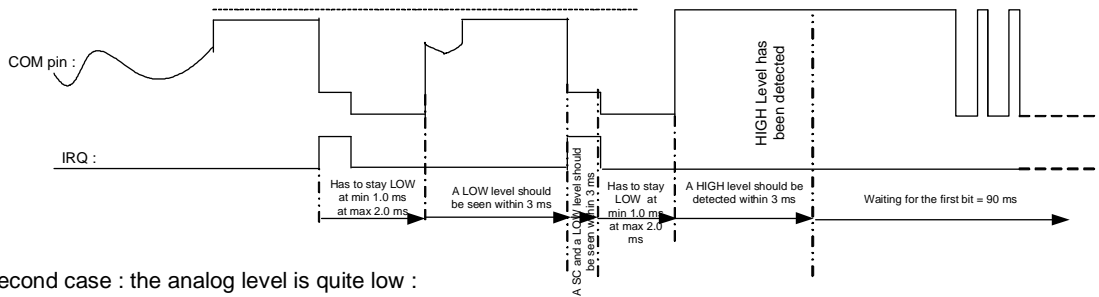 COM pin :
IRQ :
Has to stay LOW
at min 1.0 ms
at max 2.0 ms
A LOW level should
be seen within 3 ms
A SC and a LOW level should
be seen within 3 ms
Has to stay
LOW at
min 1.0 ms
at max 2.0
ms
HIGH Level has
been detected
A HIGH level should be
detected within 3 ms
Waiting for the first bit = 90 ms
econd case : the analog level is quite low :